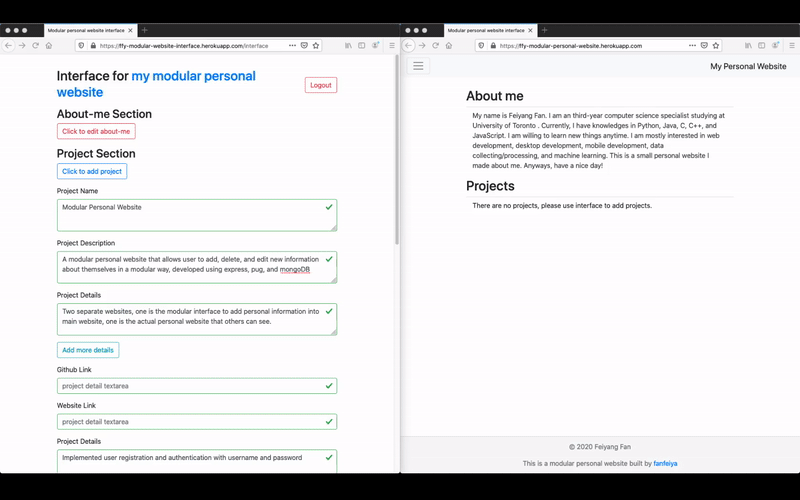 Modular personal website interface
https://ffy-modular-website-interface.herokuapp.com/interface
Interface for my modular personal
website
Logout
About-me Section
Click to edit about-me
Project Section
Click to add project
Project Name
Modular Personal Website
Project Description
A modular personal website that allows user to add, delete, and edit new information
about themselves in a modular way, developed using express, pug, and mongoDB
Project Details
Two separate websites, one is the modular interface to add personal information into
main website, one is the actual personal website that others can see.
Add more details
Github Link
project detail textarea
Website Link
project detail textarea
Project Details
Implemented user registration and authentication with username and password
Modular personal website interface
https://ffy-modular-personal-website.herokuapp.com
My Personal Website
About me
My name is Feiyang Fan. I am an third-year computer science specialist studying at
University of Toronto . Currently, I have knowledges in Python, Java, C, C++, and
JavaScript. I am willing to learn new things anytime. I am mostly interested in web
development, desktop development, mobile development, data
collecting/processing, and machine learning. This is a small personal website I
made about me. Anyways, have a nice day!
Projects
There are no projects, please use interface to add projects.
© 2020 Feiyang Fan
This is a modular personal website built by fanfeiya